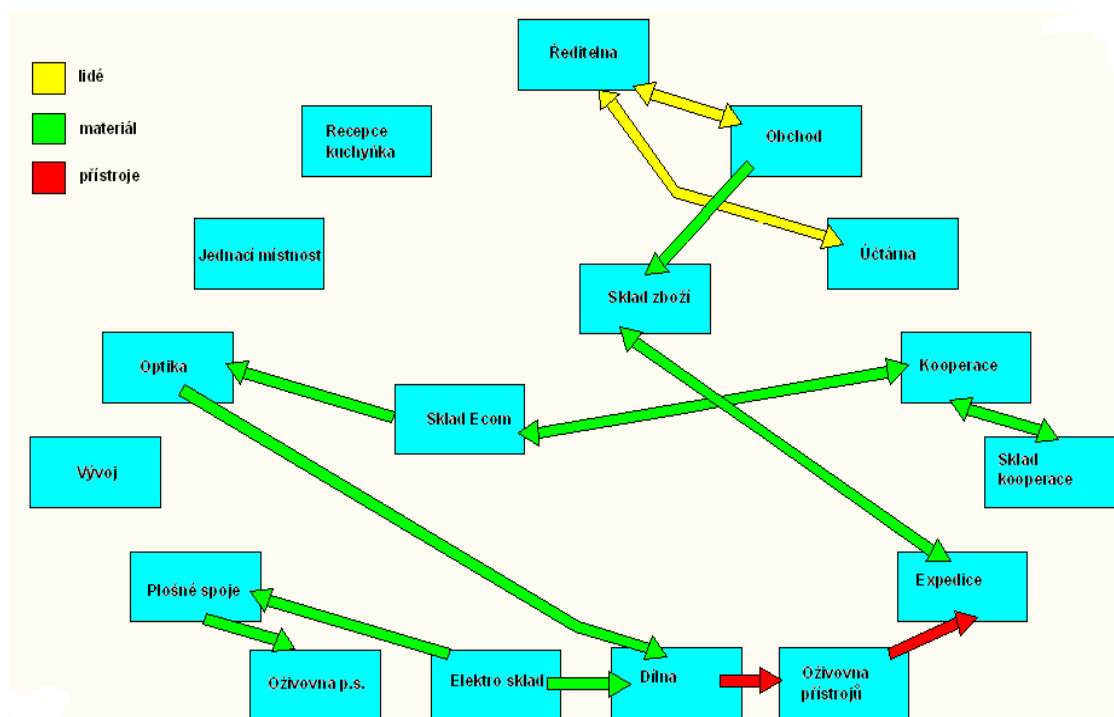 Ředitelna
lidé
materiál
přístroje
Recepce
kuchyňka
Obchod
Jednací místnost
Účtárna
Sklad zboží
Optika
Kooperace
Sklad Ecom
Vývoj
Sklad
kooperace
Plošné spoje
Expedice
Oživovna p.s.
Elektro sklad
Dílna
Oživovna
přístrojů